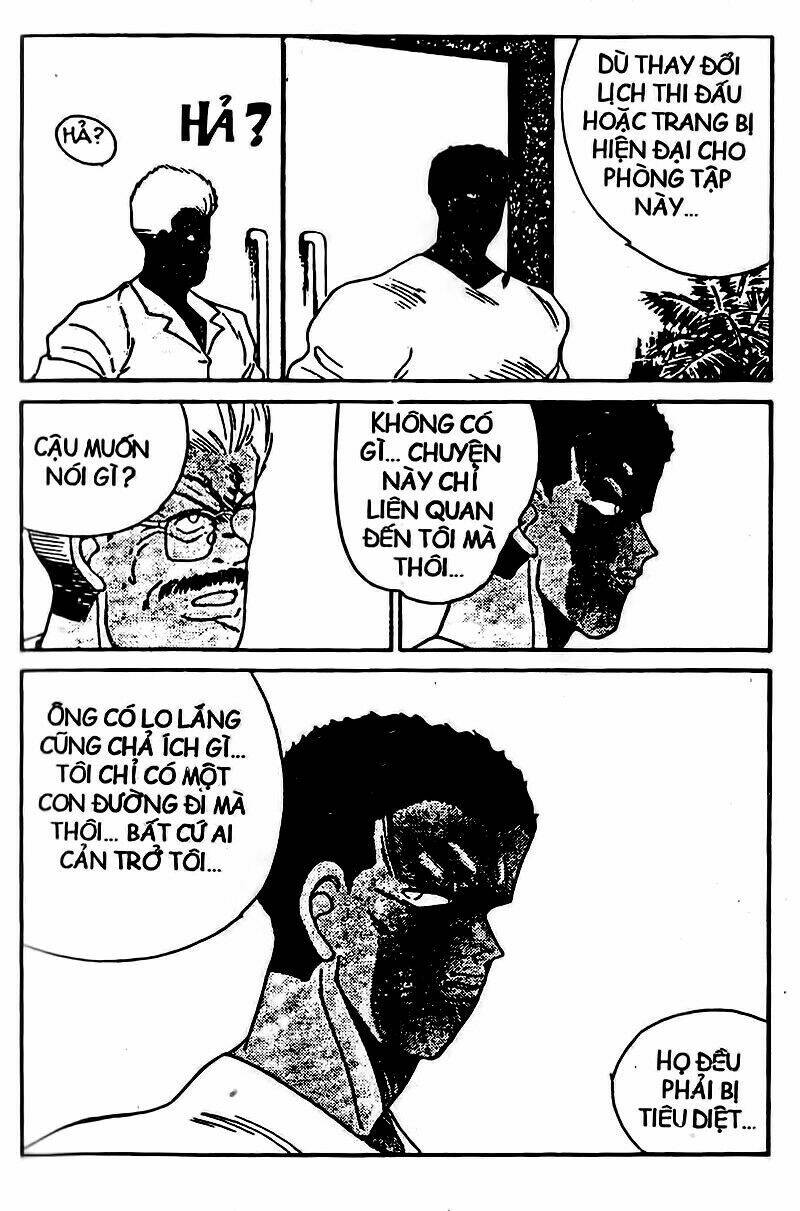 HẢ?
HẢ?
DÙ THAY ĐỔI
LỊCH THI ĐẤU
HOẶC TRANG BỊ
HIỆN ĐẠI CHO
PHÒNG TẬP
NÀY...
CẬU MUỐN
NÓI GÌ?
KHÔNG CÓ
GÌ... CHUYỆN
NÀY CHỈ
LIÊN QUAN
ĐẾN TÔI MÀ
THÔI...
ÔNG CÓ LO LẮNG
CŨNG CHẢ ÍCH GÌ...
TÔI CHỈ CÓ MỘT
CON ĐƯỜNG ĐI MÀ
THÔI... BẤT CỨ AI
CẢN TRỞ TÔI...
HỌ ĐỀU
PHẢI BỊ
TIÊU DIỆT...